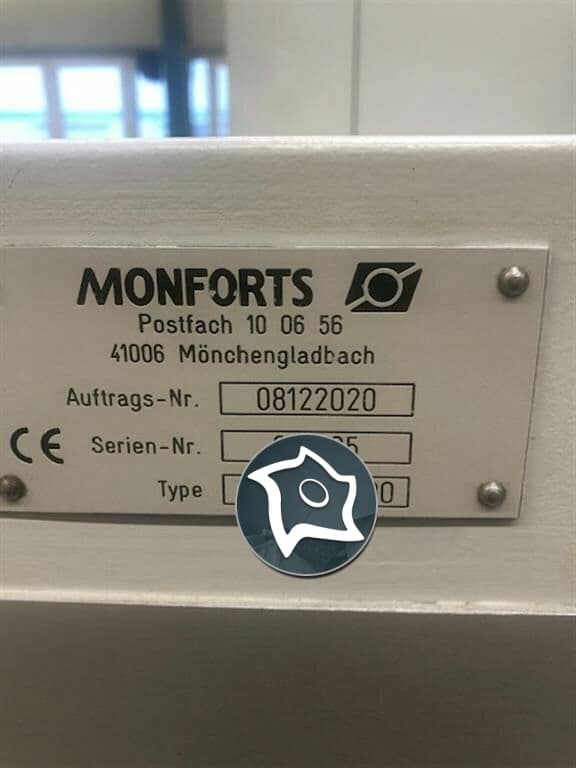 MONFORTS
Postfach 10 06 56
41006 Mönchengladbach
Auftrags-Nr. 08122020
CE Serien-Nr.
Type